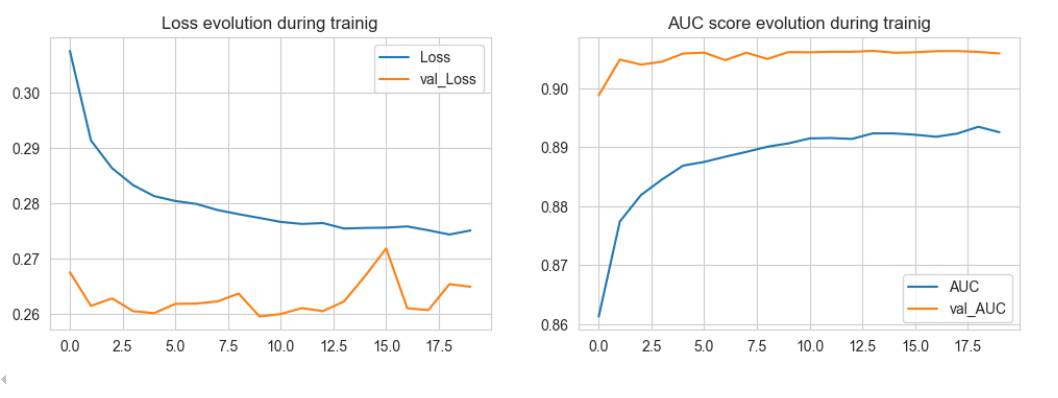 Loss evolution during trainig
Loss
val_Loss
0.30
0.29
0.28
0.27
0.26
0.0 2.5 5.0 7.5 10.0 12.5 15.0 17.5
AUC score evolution during trainig
0.90
0.89
0.88
0.87
0.86
AUC
val_AUC
0.0 2.5 5.0 7.5 10.0 12.5 15.0 17.5